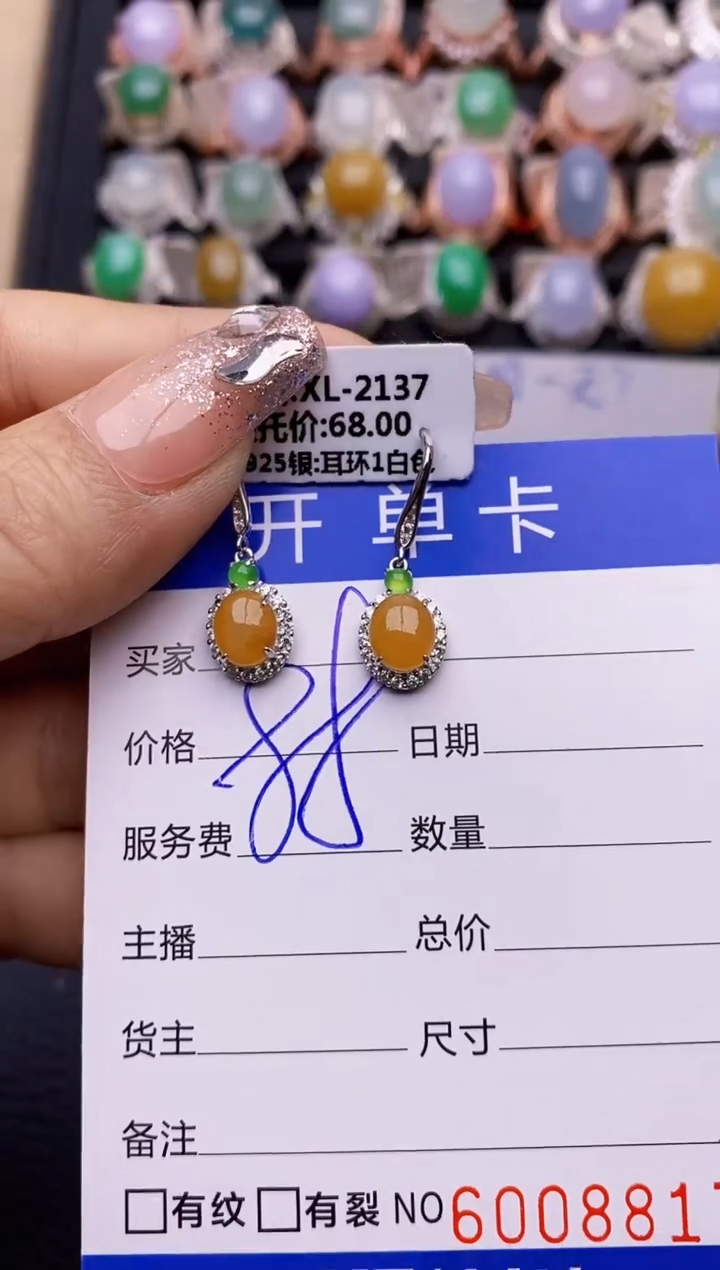 XL-2137
托价:68.00
925银:耳环1白色
开单卡
买家
价格 日期
88
服务费 数量
主播 总价
货主 尺寸
备注
有纹 有裂 NO 6008817